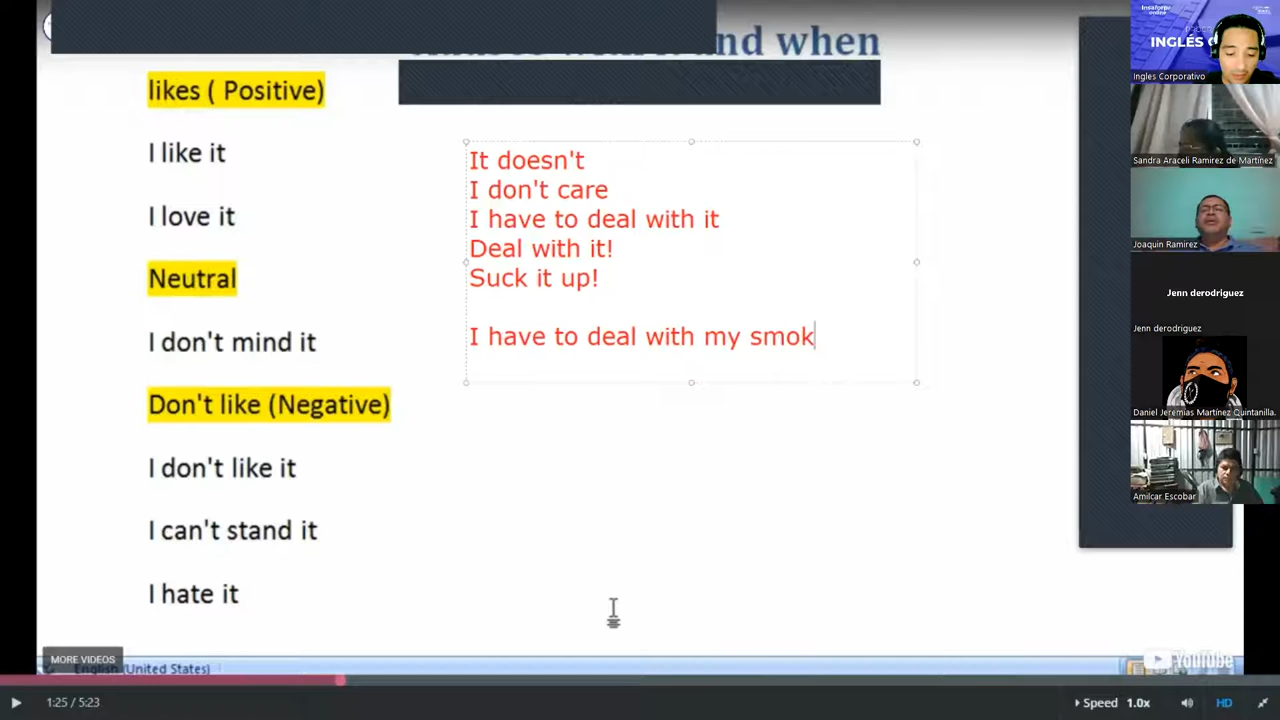 and when
likes ( Positive)
I like it
I love it
Neutral
I don't mind it
Don't like (Negative)
I don't like it
I can't stand it
I hate it
It doesn't
I don't care
I have to deal with it
Deal with it!
Suck it up!
I have to deal with my smok
INGLÉS
Ingles Corporativo
Sandra Araceli Ramirez de Martínez
Joaquin Ramirez
Jenn derodriguez
Jenn derodriguez
Daniel Jeremias Martínez Quintanilla.
Amilcar Escobar
MORE VIDEOS
English (United States)
YouTube
1:25 / 5:23
Speed 1.0x
HD